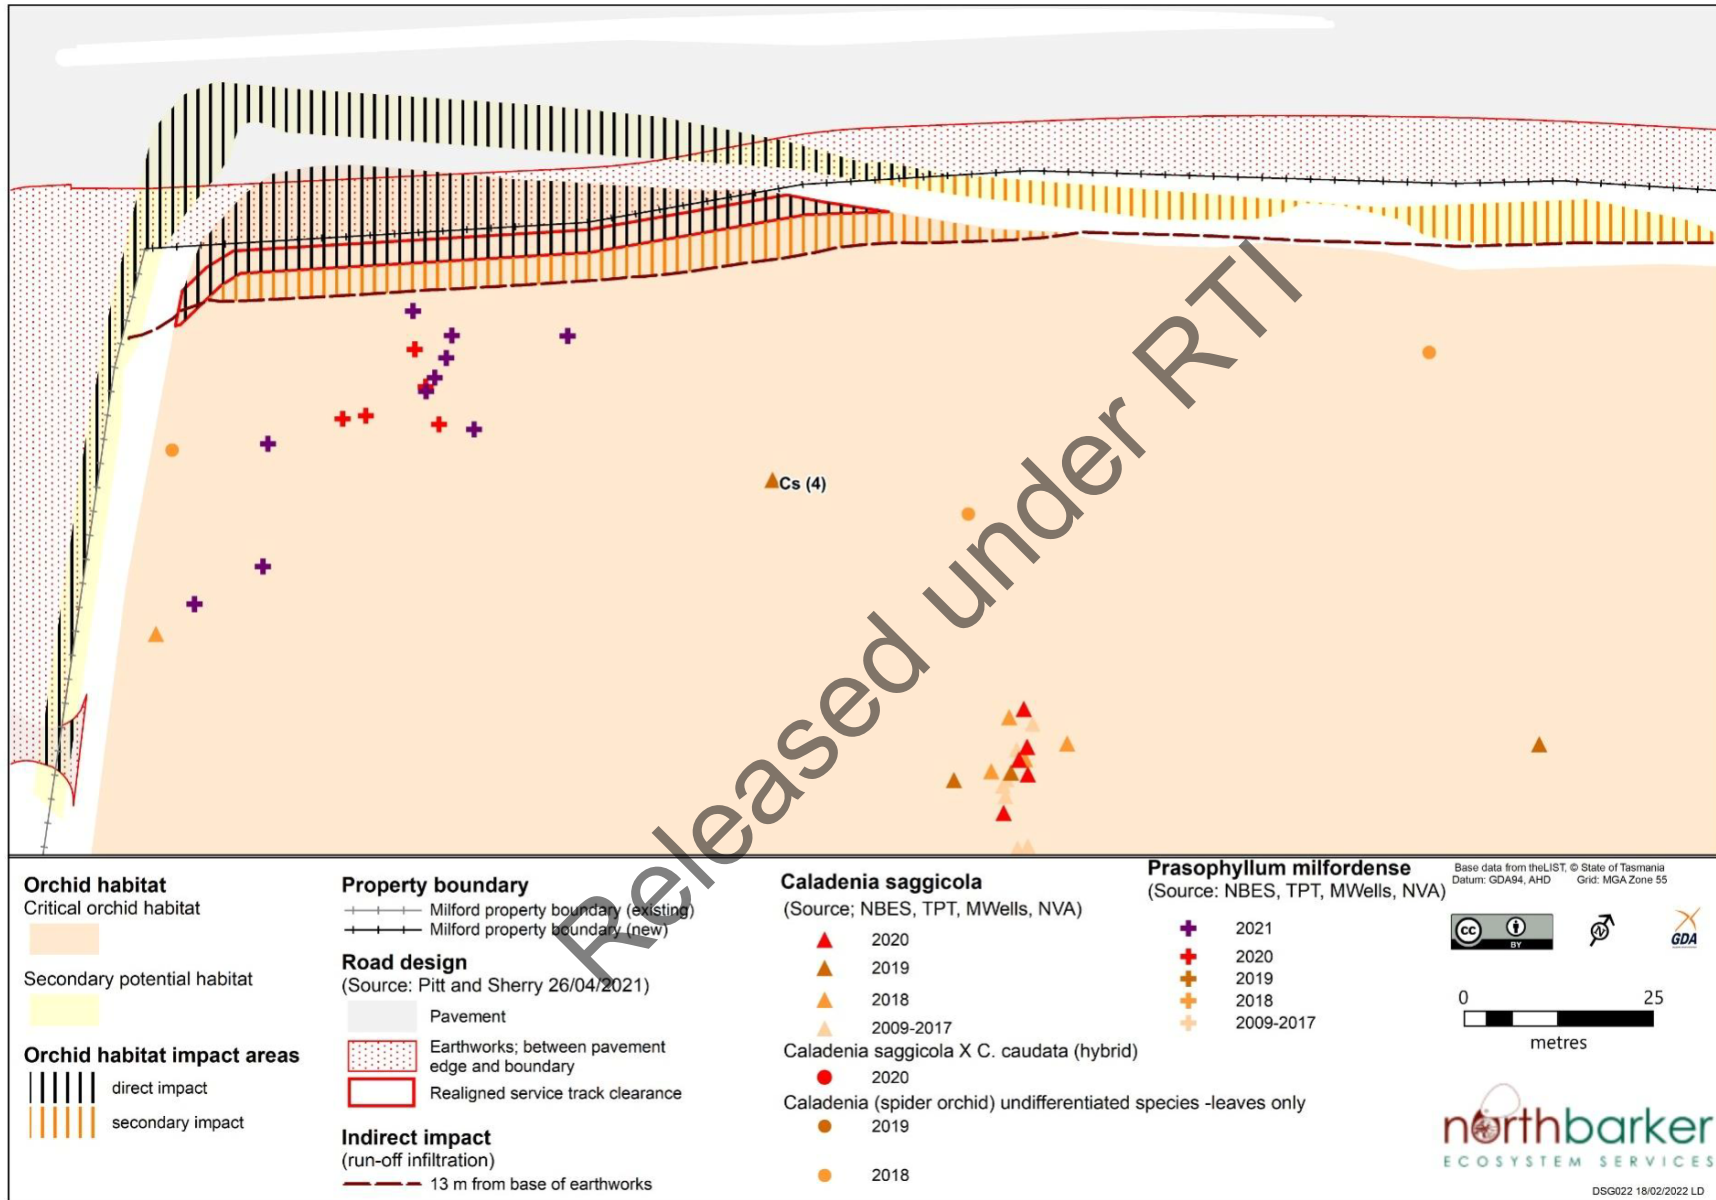 Cs (4)
Released under RTI
Orchid habitat
Critical orchid habitat
Secondary potential habitat
Orchid habitat impact areas
direct impact
secondary impact
Property boundary
Milford property boundary (existing)
Milford property boundary (new)
Road design
(Source: Pitt and Sherry 26/04/2021)
Pavement
Earthworks; between pavement
edge and boundary
Realigned service track clearance
Indirect impact
(run-off infiltration)
13 m from base of earthworks
Caladenia saggicola
(Source; NBES, TPT, MWells, NVA)
2020
2019
2018
2009-2017
Caladenia saggicola X C. caudata (hybrid)
2020
Caladenia (spider orchid) undifferentiated species -leaves only
2019
2018
Prasophyllum milfordense
(Source: NBES, TPT, MWells, NVA)
2021
2020
2019
2018
2009-2017
Base data from theLIST, © State of Tasmania
Datum: GDA94, AHD Grid: MGA Zone 55
cc
BY
N
GDA
0 25
metres
northbarker
ECOSYSTEM SERVICES
DSG022 18/02/2022 LD